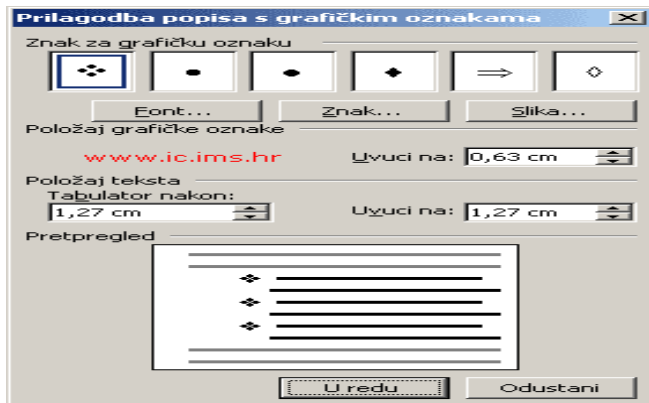 Prilagodba popisa s grafičkim oznakama
Znak za grafičku oznaku
Font... Znak... Slika...
Položaj grafičke oznake
www.ic.ims.hr Uvuci na: 0,63 cm
Položaj teksta
Tabulator nakon:
1,27 cm Uvuci na: 1,27 cm
Pretpregled
U redu Odustani